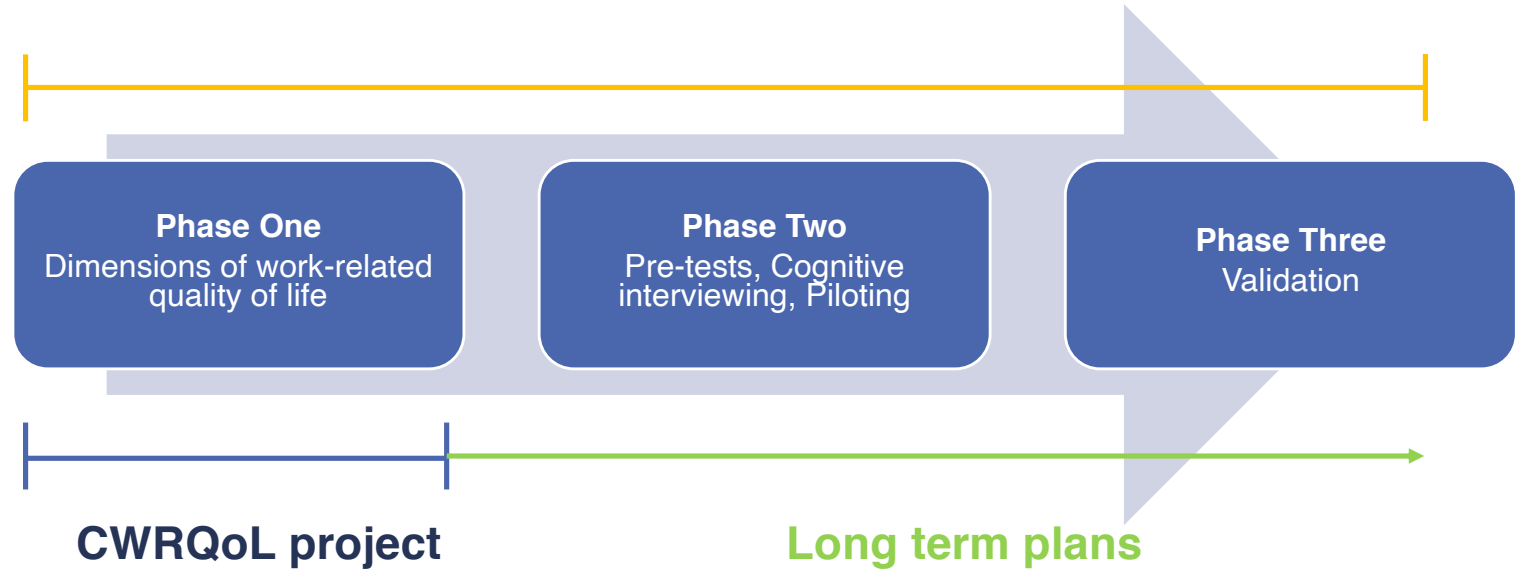 Phase One
Dimensions of work-related
quality of life
Phase Two
Pre-tests, Cognitive
interviewing, Piloting
Phase Three
Validation
CWRQoL project
Long term plans